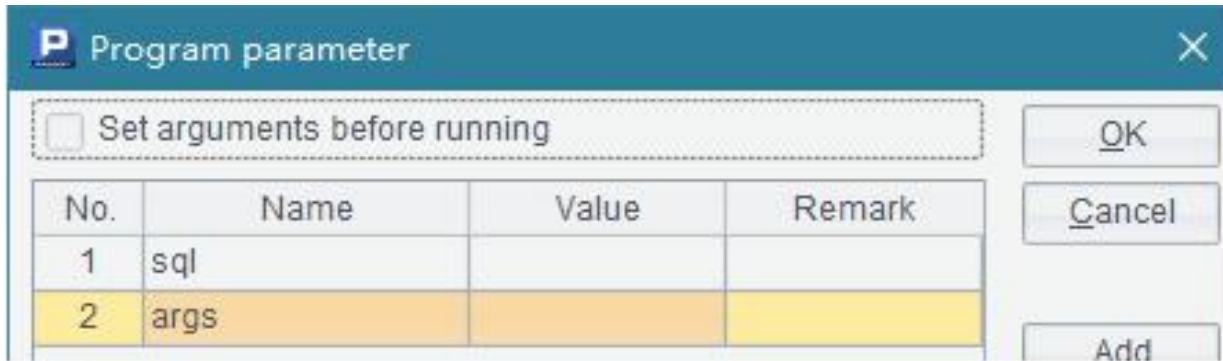 P Program parameter
Set arguments before running
OK
No. Name Value Remark
Cancel
1 sql
2 args
Add